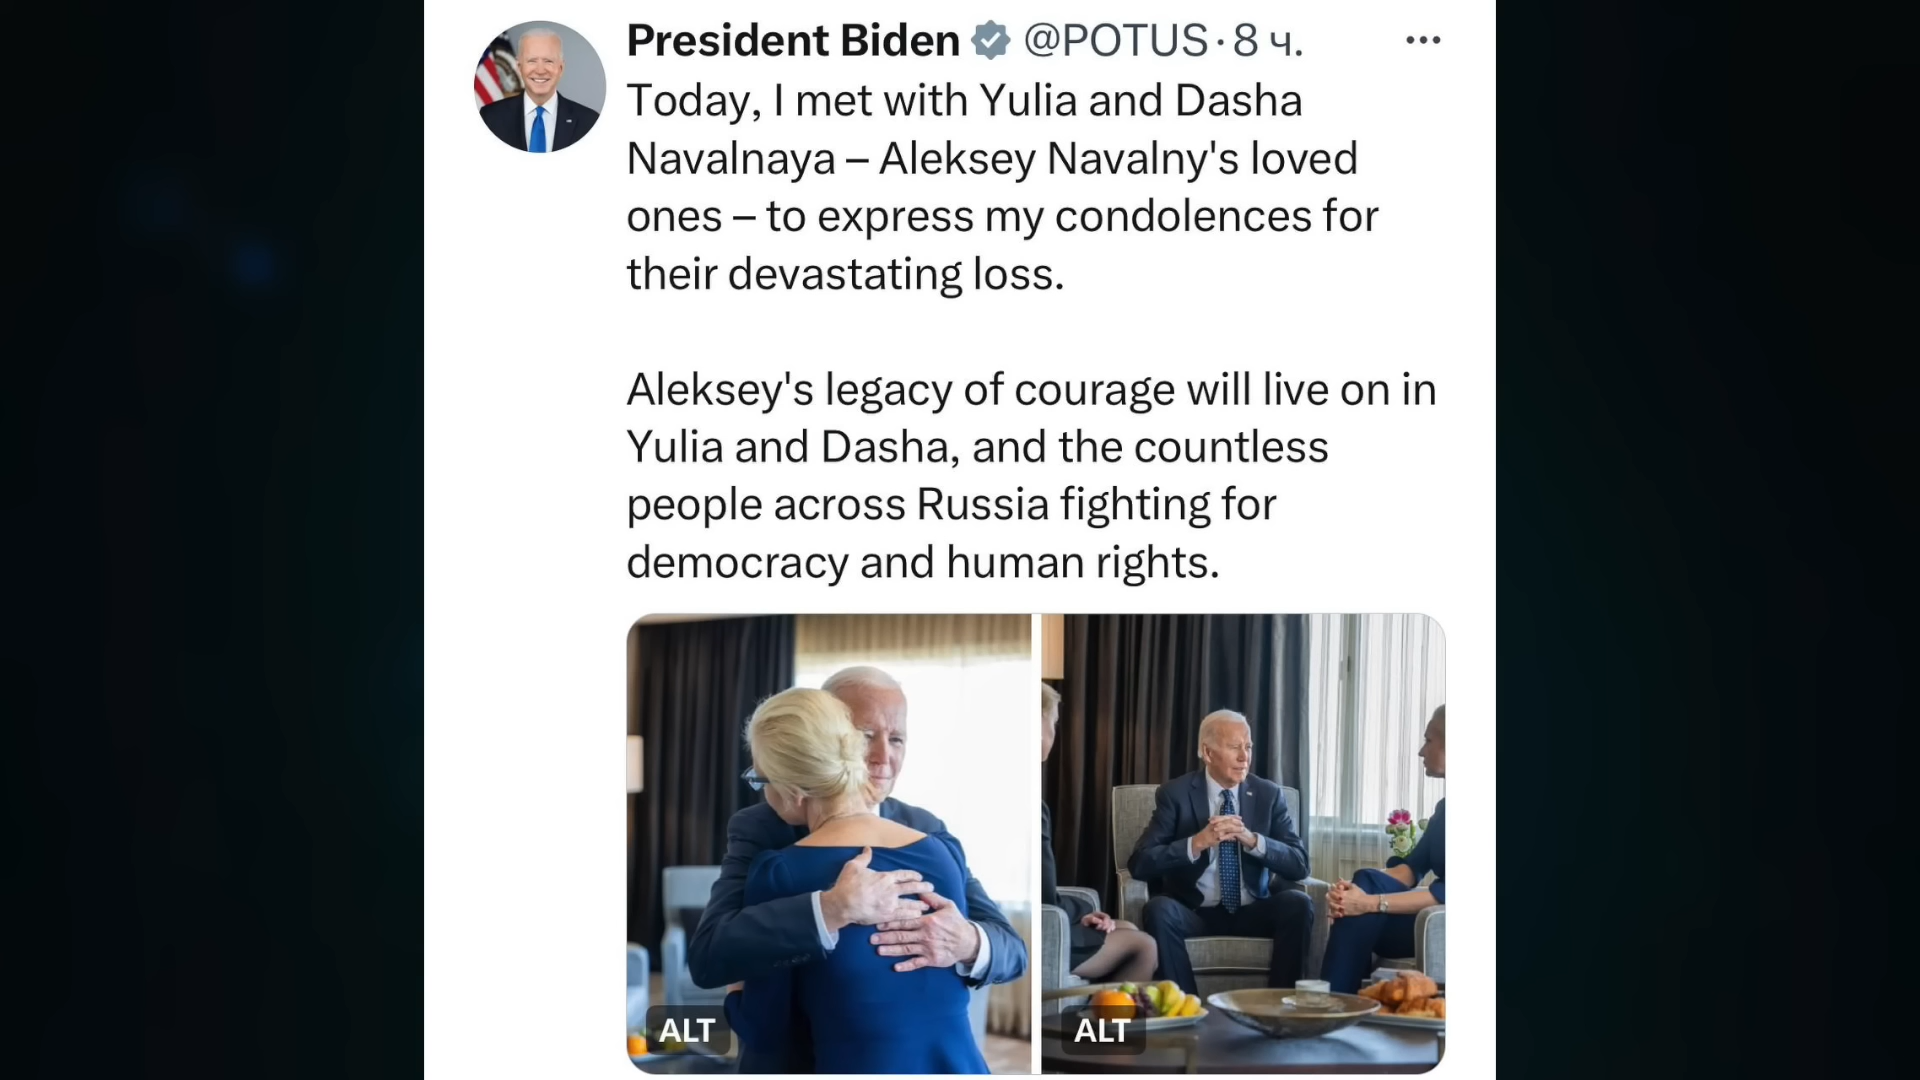 President Biden @POTUS · 8 ч.
Today, I met with Yulia and Dasha
Navalnaya – Aleksey Navalny's loved
ones – to express my condolences for
their devastating loss.
Aleksey's legacy of courage will live on in
Yulia and Dasha, and the countless
people across Russia fighting for
democracy and human rights.
ALT
ALT